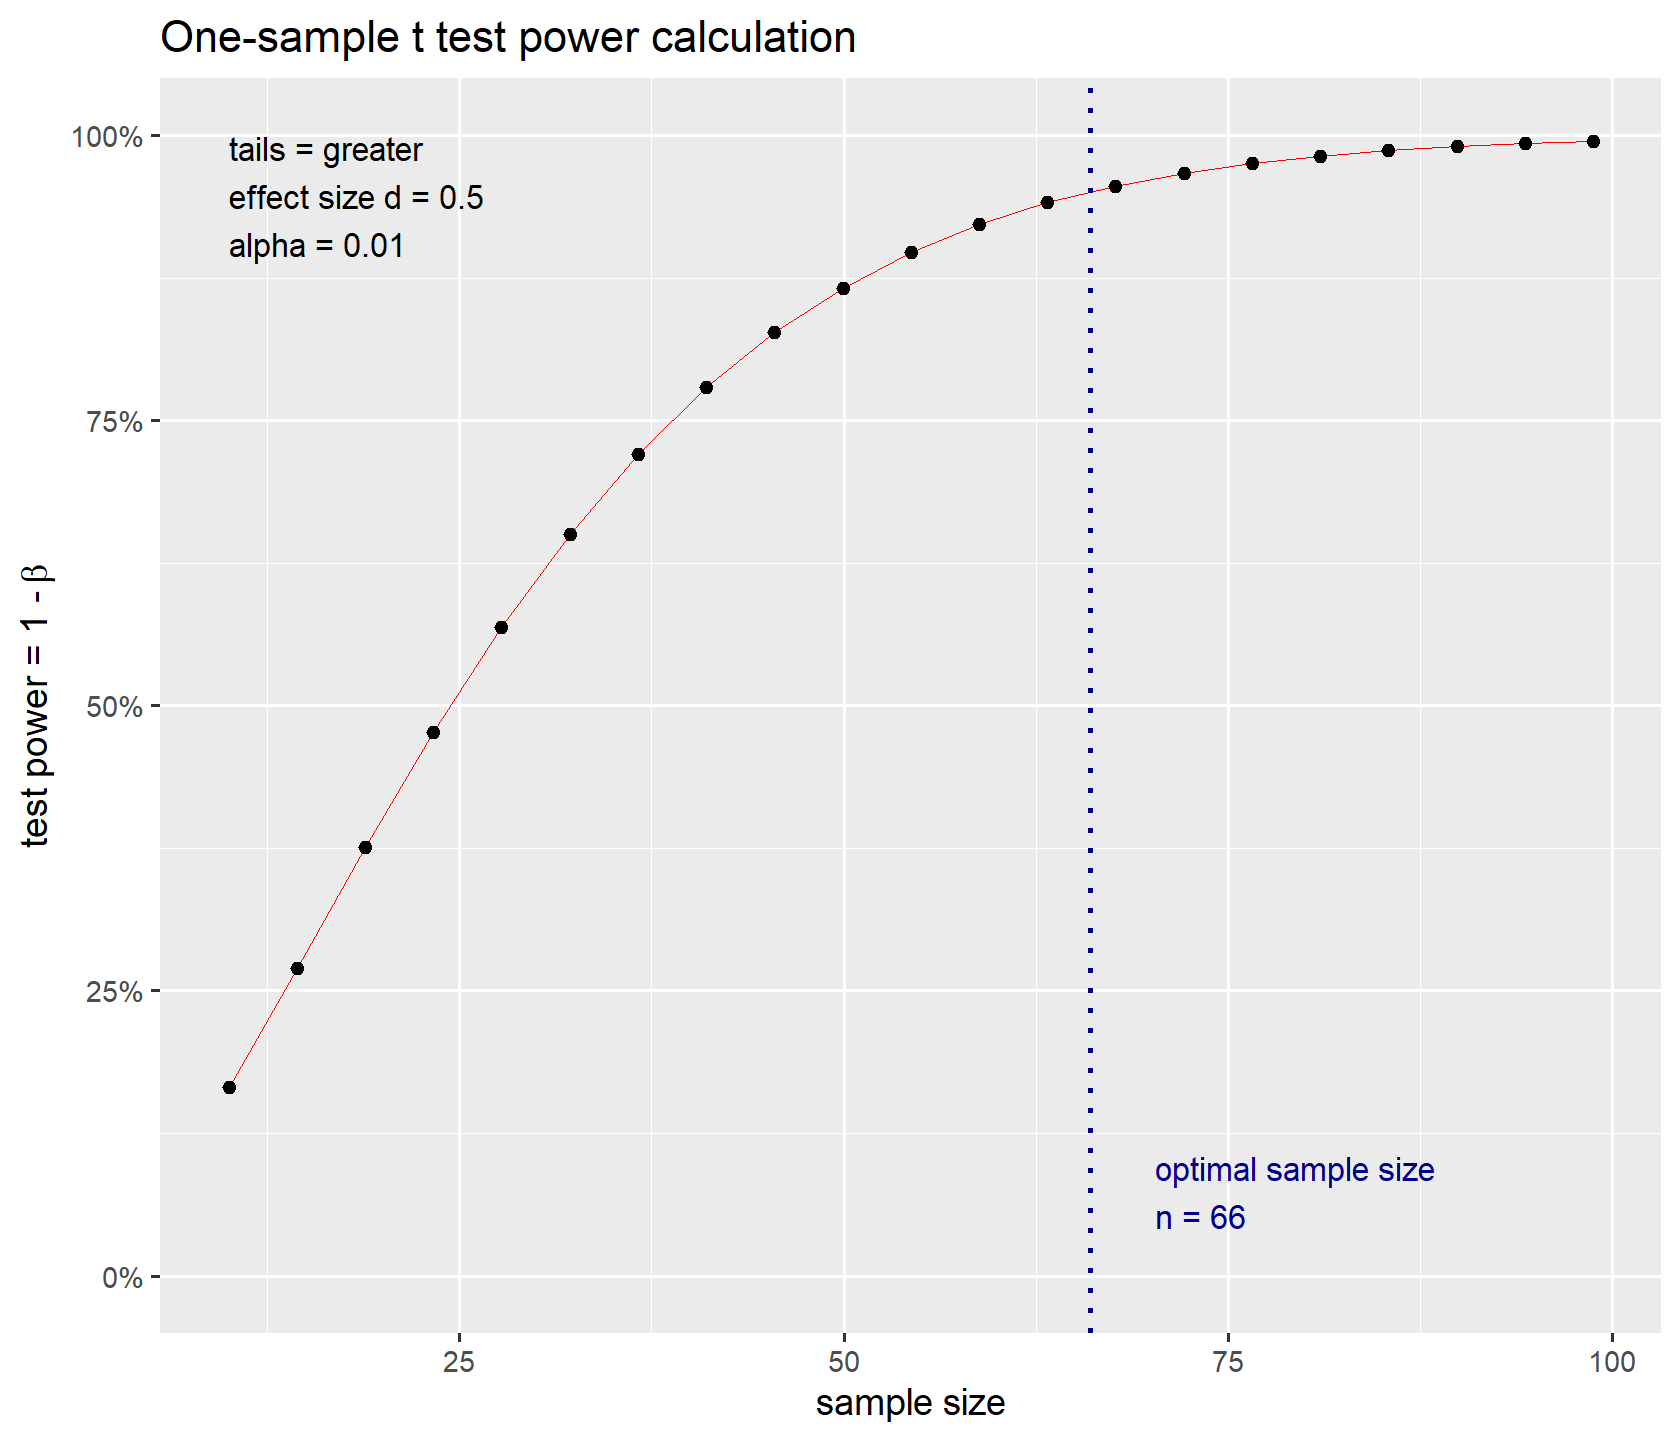 One-sample t test power calculation
tails = greater
effect size d = 0.5
alpha = 0.01
100%
75%
50%
25%
0%
test power = 1 - β
optimal sample size
n = 66
25
50
75
100
sample size